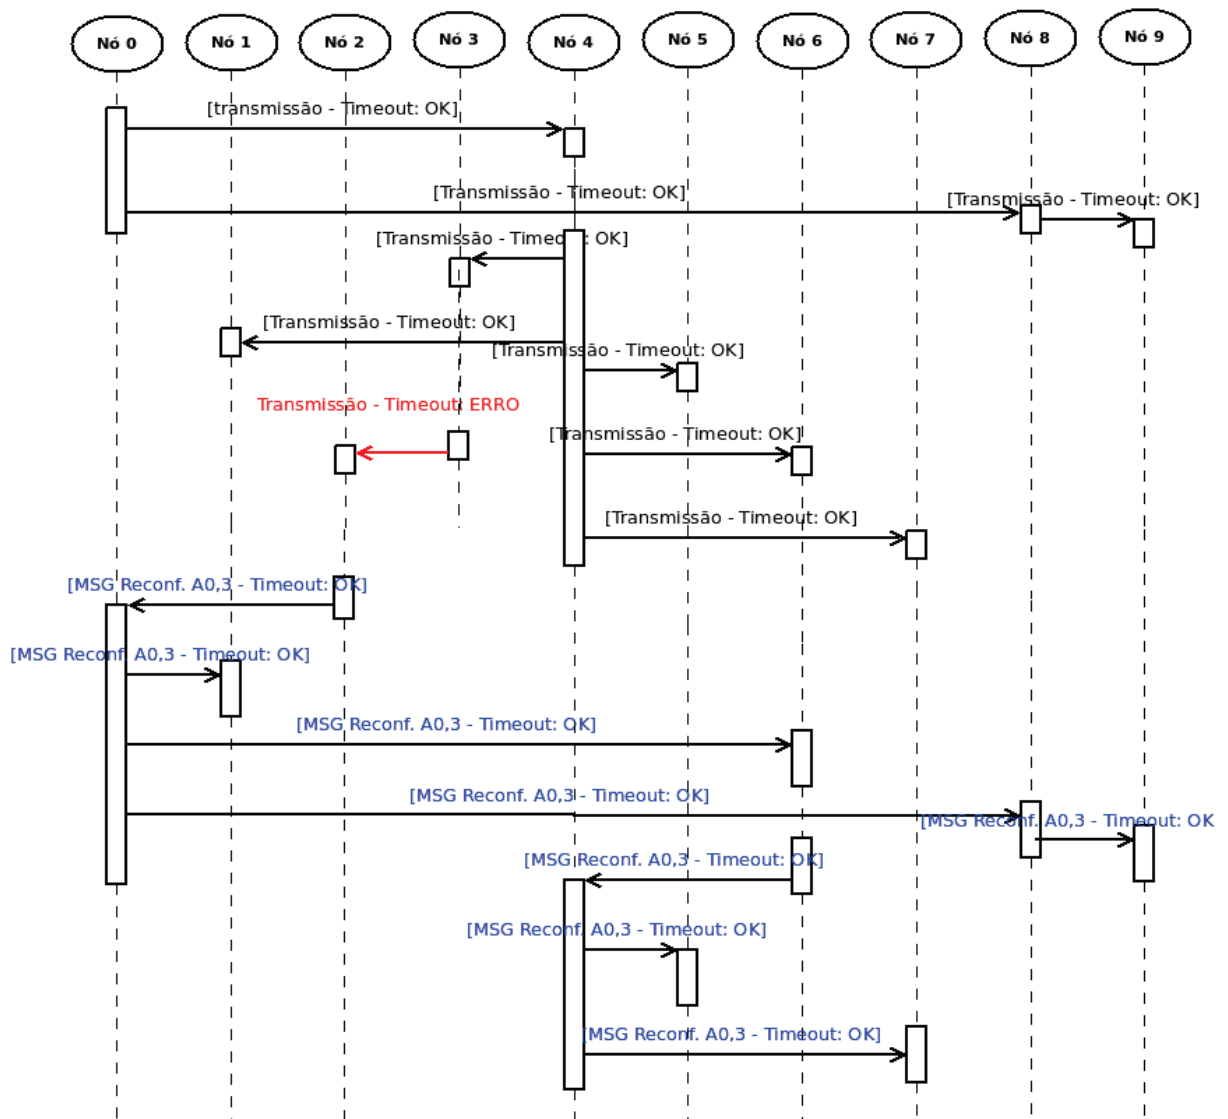 Nó 0
Nó 1
Nó 2
Nó 3
Nó 4
Nó 5
Nó 6
Nó 7
Nó 8
Nó 9
[transmissão - Timeout: OK]
[Transmissão - Timeout: OK]
[Transmissão - Timeout: OK]
[Transmissão - Timeout: OK]
[Transmissão - Timeout: OK]
[Transmissão - Timeout: OK]
Transmissão - Timeout: ERRO
[Transmissão - Timeout: OK]
[Transmissão - Timeout: OK]
[MSG Reconf. A0,3 - Timeout: OK]
[MSG Reconf. A0,3 - Timeout: OK]
[MSG Reconf. A0,3 - Timeout: OK]
[MSG Reconf. A0,3 - Timeout: OK]
[MSG Reconf. A0,3 - Timeout: OK
[MSG Reconf. A0,3 - Timeout: OK]
[MSG Reconf. A0,3 - Timeout: OK]
[MSG Reconf. A0,3 - Timeout: OK]